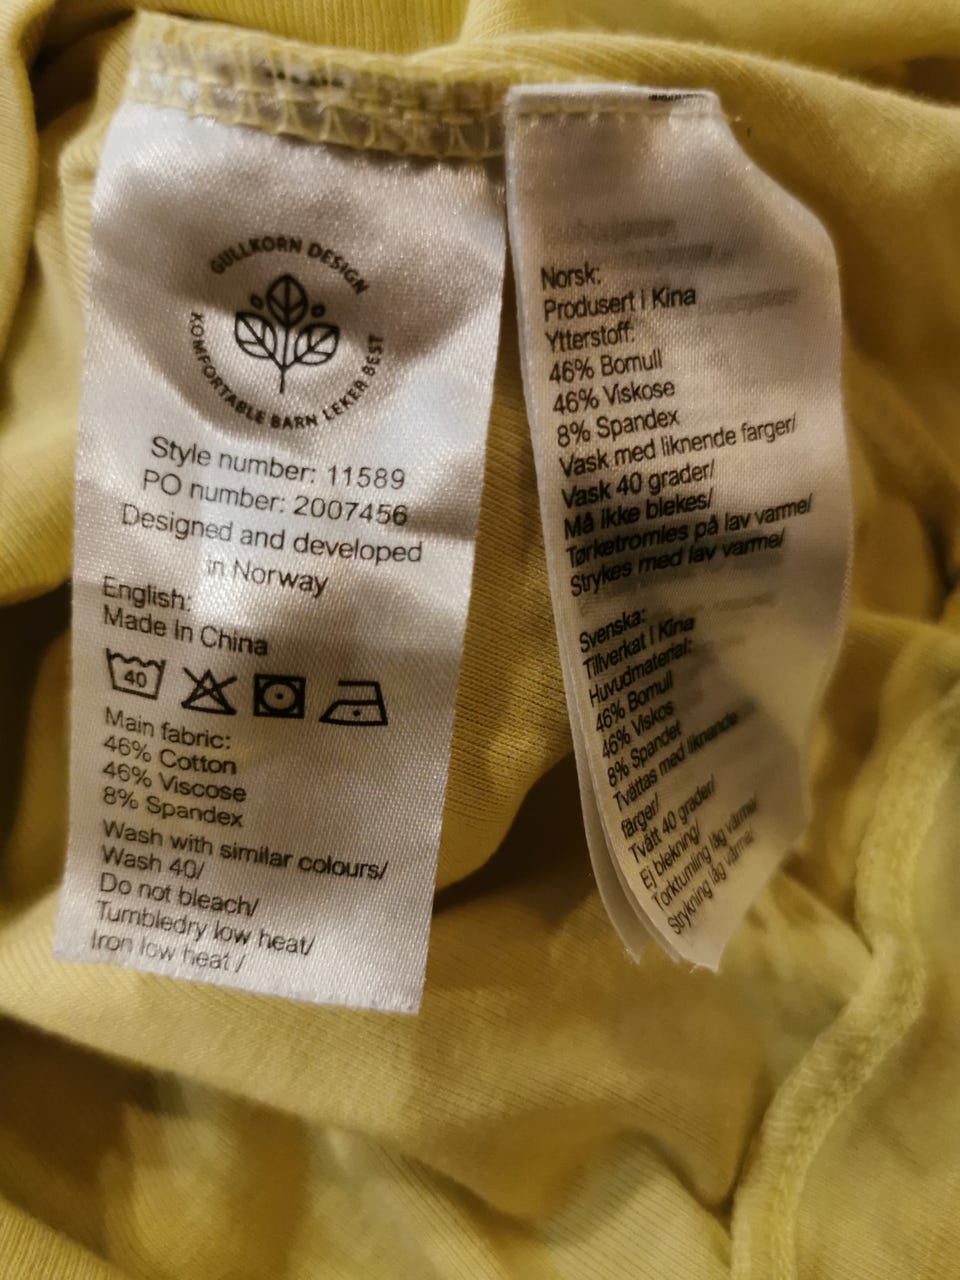 GULLKORN DESIGN
KOMFORTABLE BARN LEKER BEST
Style number: 11589
PO number: 2007456
Designed and developed
in Norway
English:
Made In China
40
Main fabric:
46% Cotton
46% Viscose
8% Spandex
Wash with similar colours/
Wash 40/
Do not bleach/
Tumbledry low heat/
Iron low heat /
Norsk:
Produsert i Kina
Ytterstoff:
46% Bomull
46% Viskose
8% Spandex
Vask med liknende farger/
Vask 40 grader/
Må ikke blekes/
Tørketromles på lav varme/
Strykes med lav varme/
Svenska:
Tillverkat i Kina
Huvudmaterial:
46% Bomull
46% Viskos
8% Spandet
Tvättas med liknande
färger/
Tvätt 40 grader/
Ej blekning/
Torktumling låg värme/
Strykning låg värme/